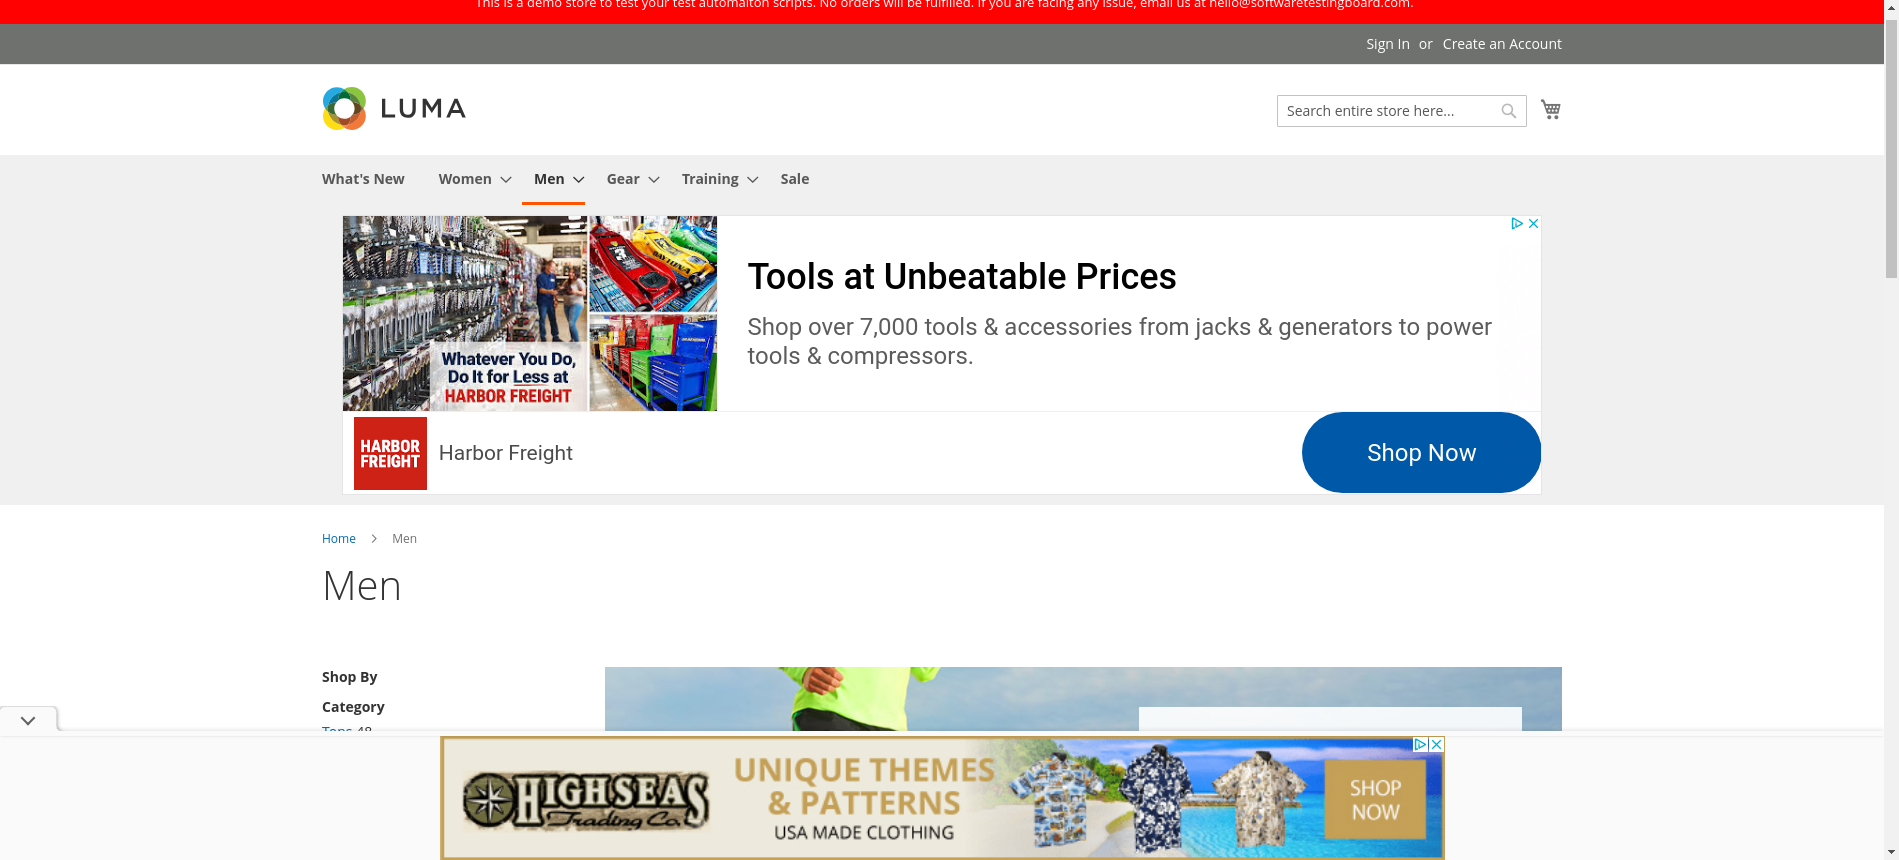 This is a demo store to test your test automaiton scripts. No orders will be fulfilled. If you are facing any issue, email us at hello@softwaretestingboard.com.
Sign In or Create an Account
LUMA
Search entire store here...
What's New Women Men Gear Training Sale
Tools at Unbeatable Prices
Shop over 7,000 tools & accessories from jacks & generators to power
tools & compressors.
Whatever You Do,
Do It for Less at
HARBOR FREIGHT
HARBOR
FREIGHT
Harbor Freight
Shop Now
Home Men
Men
Shop By
Category
Tops 48
HIGH SEAS
Trading Co.
UNIQUE THEMES
& PATTERNS
USA MADE CLOTHING
SHOP
NOW